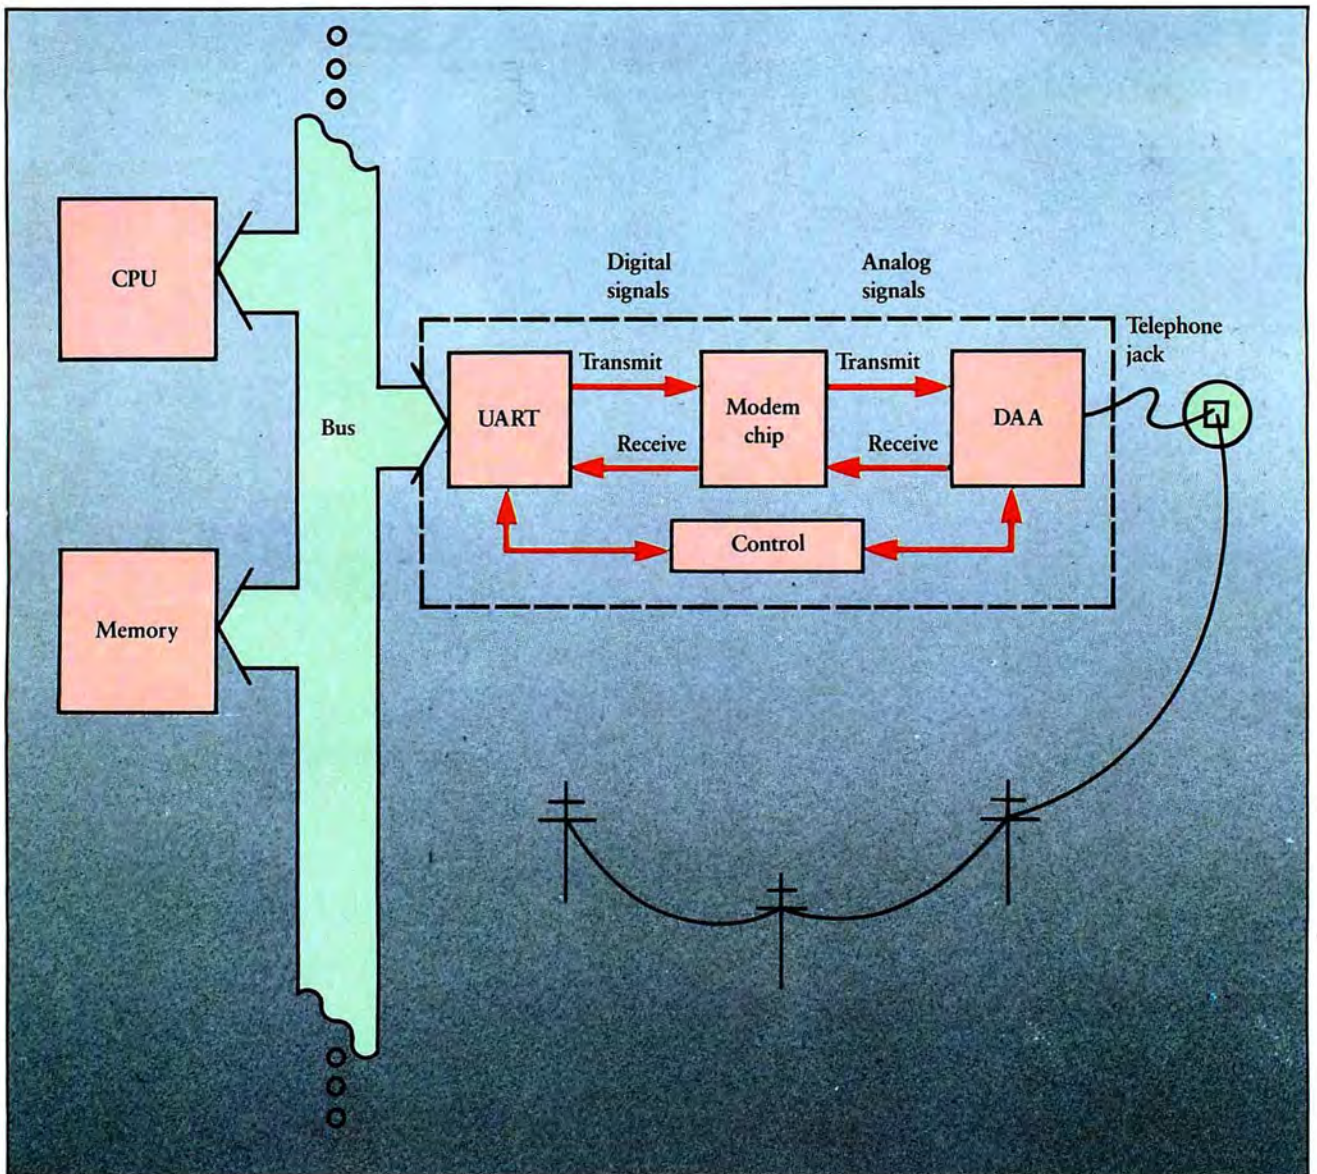 Digital
signals
Analog
signals
CPU
Telephone
jack
UART
Transmit
Modem
chip
Transmit
DAA
Bus
Receive
Receive
Control
Memory